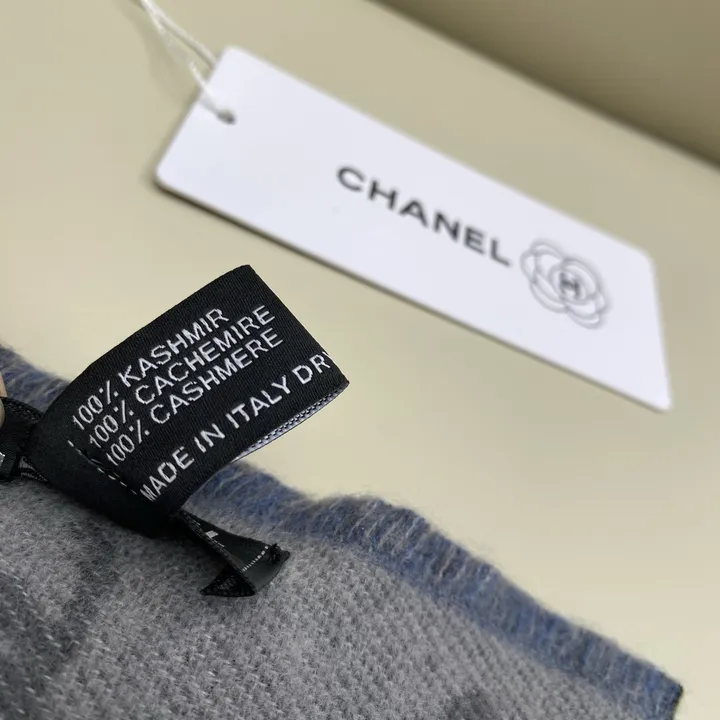 CHANEL
100% KASHMIR
100% CACHEMIRE
100% CASHMERE
MADE IN ITALY DRY